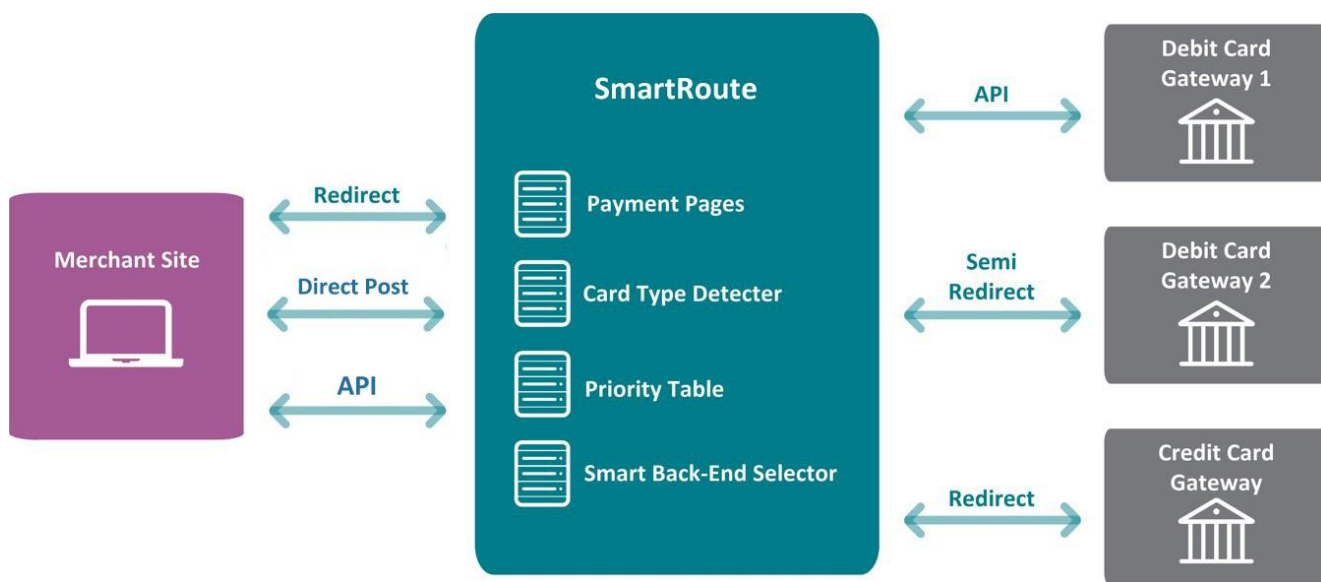 Merchant Site
Redirect
Direct Post
API
SmartRoute
Payment Pages
Card Type Detecter
Priority Table
Smart Back-End Selector
API
Semi
Redirect
Redirect
Debit Card
Gateway 1
Debit Card
Gateway 2
Credit Card
Gateway